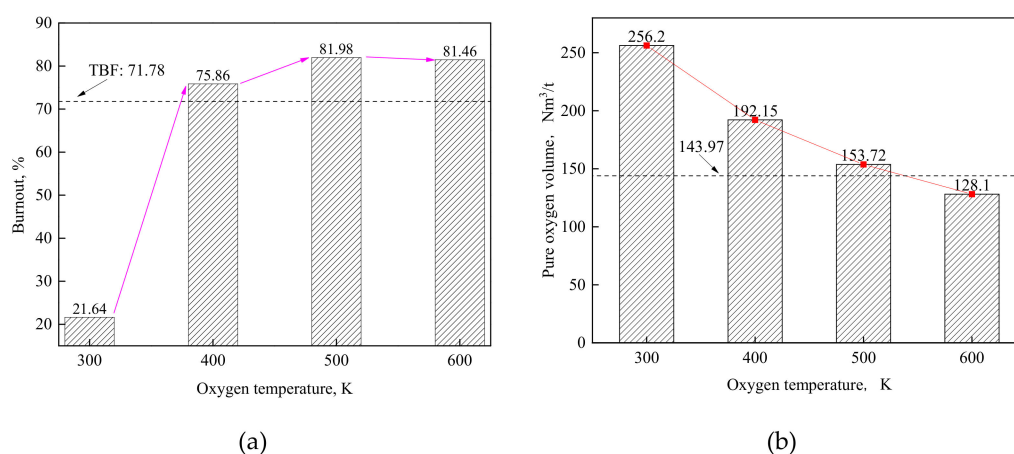 90
80
70
60
50
40
30
20
Burnout, %
TBF: 71.78
21.64
75.86
81.98
81.46
300 400 500 600
Oxygen temperature, K
(a)
250
200
150
100
50
0
Pure oxygen volume, Nm³/t
256.2
192.15
143.97
153.72
128.1
300 400 500 600
Oxygen temperature, K
(b)